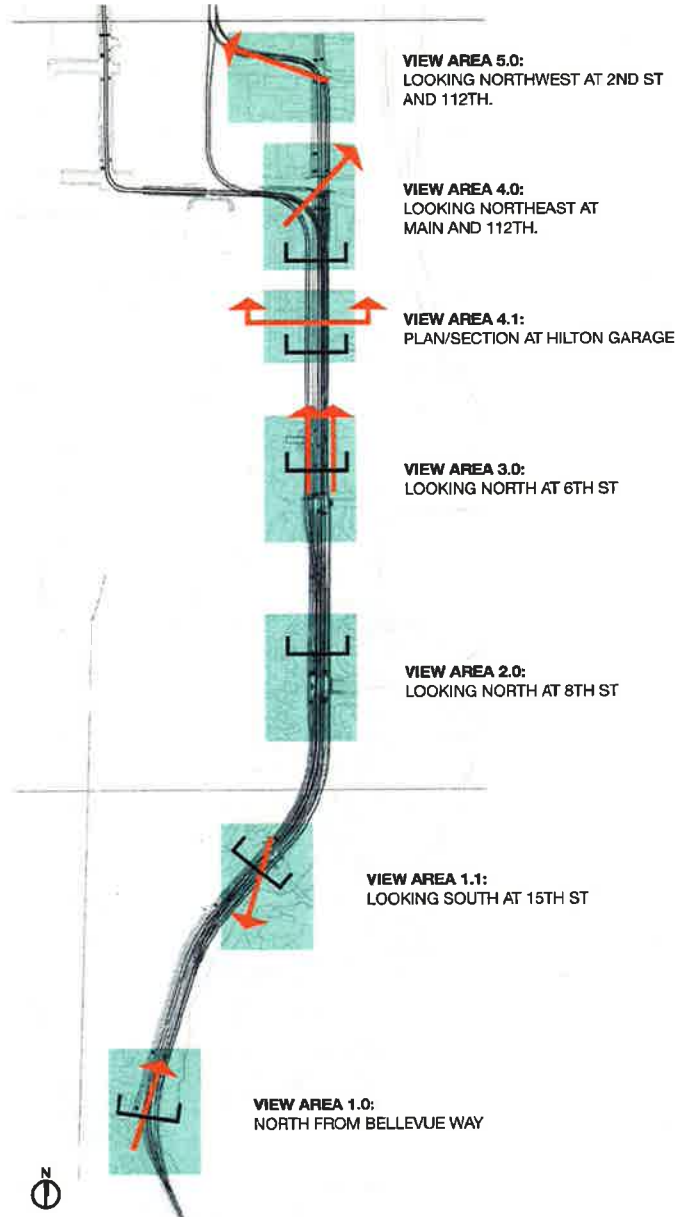 VIEW AREA 5.0:
LOOKING NORTHWEST AT 2ND ST
AND 112TH.
VIEW AREA 4.0:
LOOKING NORTHEAST AT
MAIN AND 112TH.
VIEW AREA 4.1:
PLAN/SECTION AT HILTON GARAGE
VIEW AREA 3.0:
LOOKING NORTH AT 6TH ST
VIEW AREA 2.0:
LOOKING NORTH AT 8TH ST
VIEW AREA 1.1:
LOOKING SOUTH AT 15TH ST
VIEW AREA 1.0:
NORTH FROM BELLEVUE WAY
N